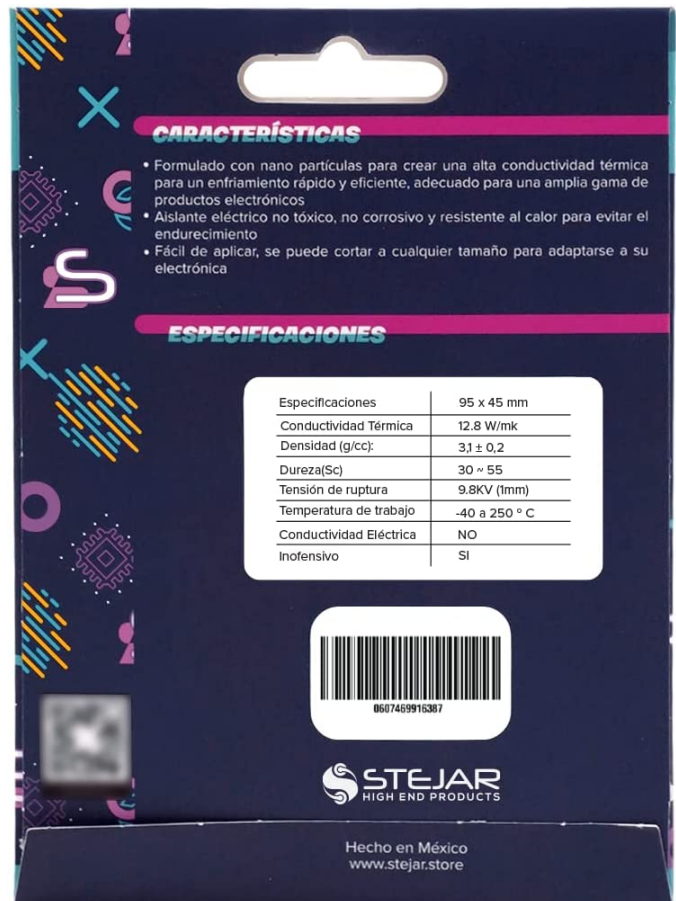 CARACTERÍSTICAS
• Formulado con nano partículas para crear una alta conductividad térmica
para un enfriamiento rápido y eficiente, adecuado para una amplia gama de
productos electrónicos
• Aislante eléctrico no tóxico, no corrosivo y resistente al calor para evitar el
endurecimiento
• Fácil de aplicar, se puede cortar a cualquier tamaño para adaptarse a su
electrónica
ESPECIFICACIONES
Especificaciones 95 x 45 mm
Conductividad Térmica 12.8 W/mk
Densidad (g/cc): 3,1 ± 0,2
Dureza(Sc) 30 ~ 55
Tensión de ruptura 9.8KV (1mm)
Temperatura de trabajo -40 a 250 º C
Conductividad Eléctrica NO
Inofensivo SI
0607469916387
STEJAR
HIGH END PRODUCTS
Hecho en México
www.stejar.store